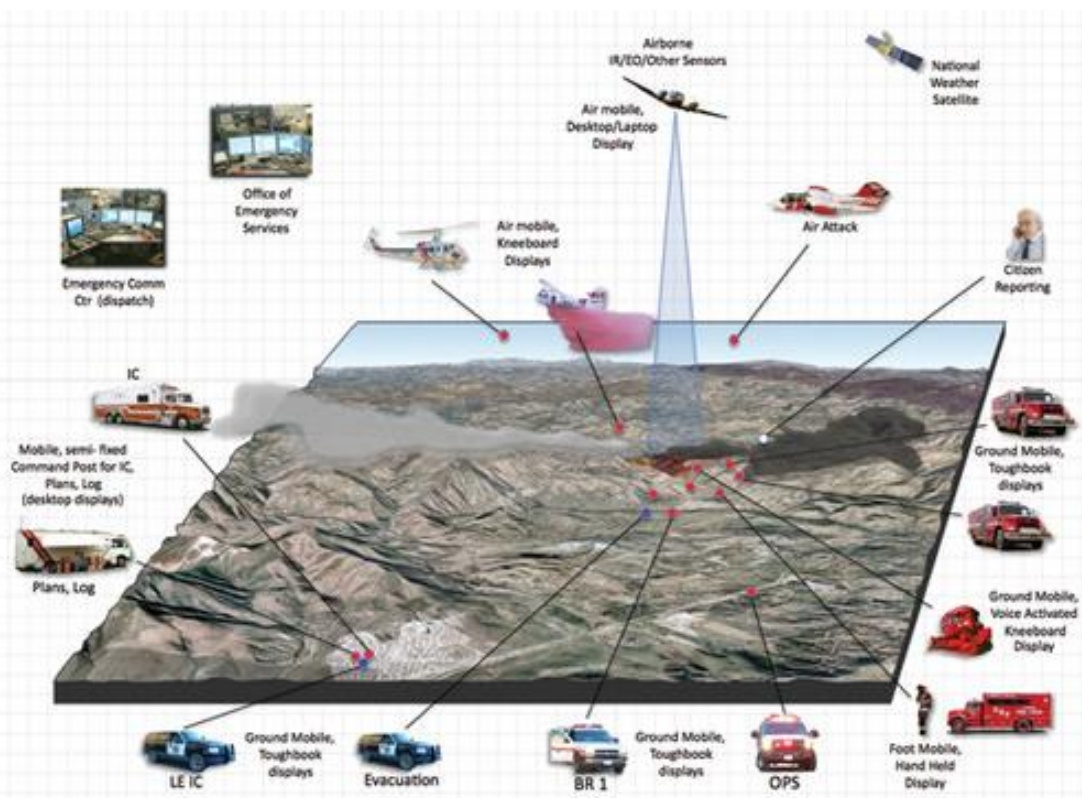 Airborne
IR/EO/Other Sensors
National
Weather
Satellite
Air mobile,
Desktop/Laptop
Display
Office of
Emergency
Services
Air mobile,
Kneeboard
Displays
Air Attack
Emergency Comm
Ctr (dispatch)
Citizen
Reporting
IC
Mobile, semi- fixed
Command Post for IC,
Plans, Log
(desktop displays)
Ground Mobile,
Toughbook
displays
Plans, Log
Ground Mobile,
Voice Activated
Kneeboard
Display
Ground Mobile,
Toughbook
displays
LE IC
Evacuation
Ground Mobile,
Toughbook
displays
BR 1
OPS
Foot Mobile,
Hand Held
Display